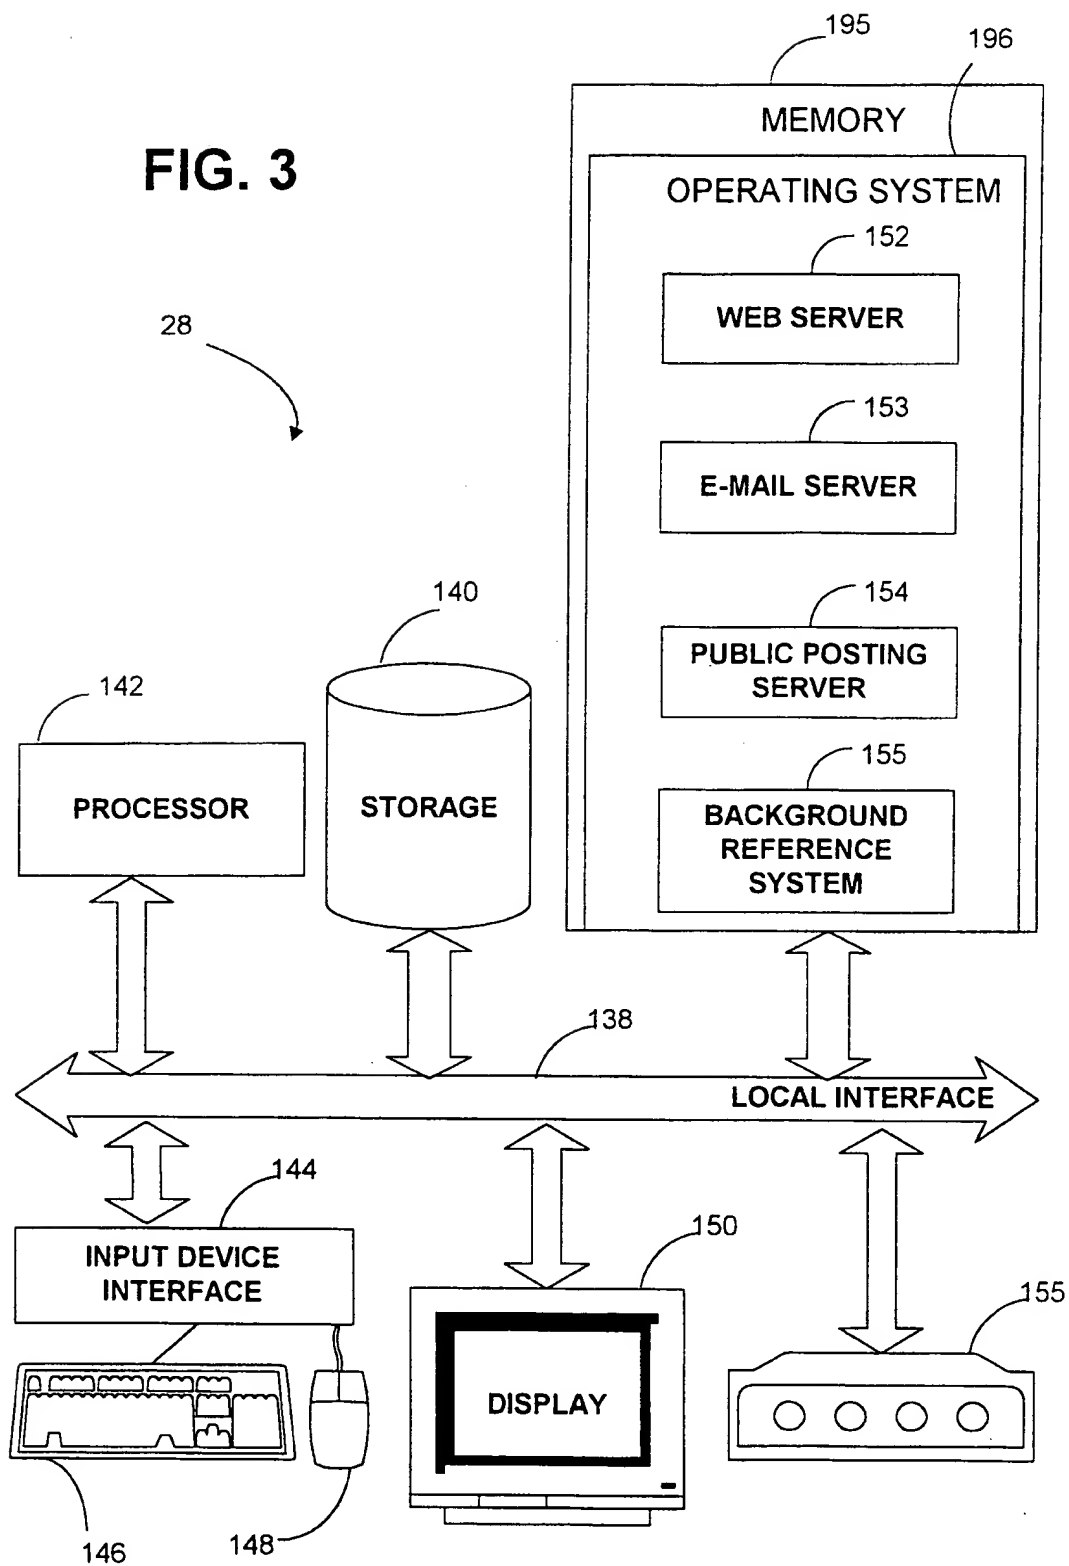 195
196
MEMORY
FIG. 3
OPERATING SYSTEM
152
WEB SERVER
28
153
E-MAIL SERVER
140
154
PUBLIC POSTING
SERVER
142
155
PROCESSOR
STORAGE
BACKGROUND
REFERENCE
SYSTEM
138
LOCAL INTERFACE
144
150
INPUT DEVICE
INTERFACE
155
DISPLAY
146
148